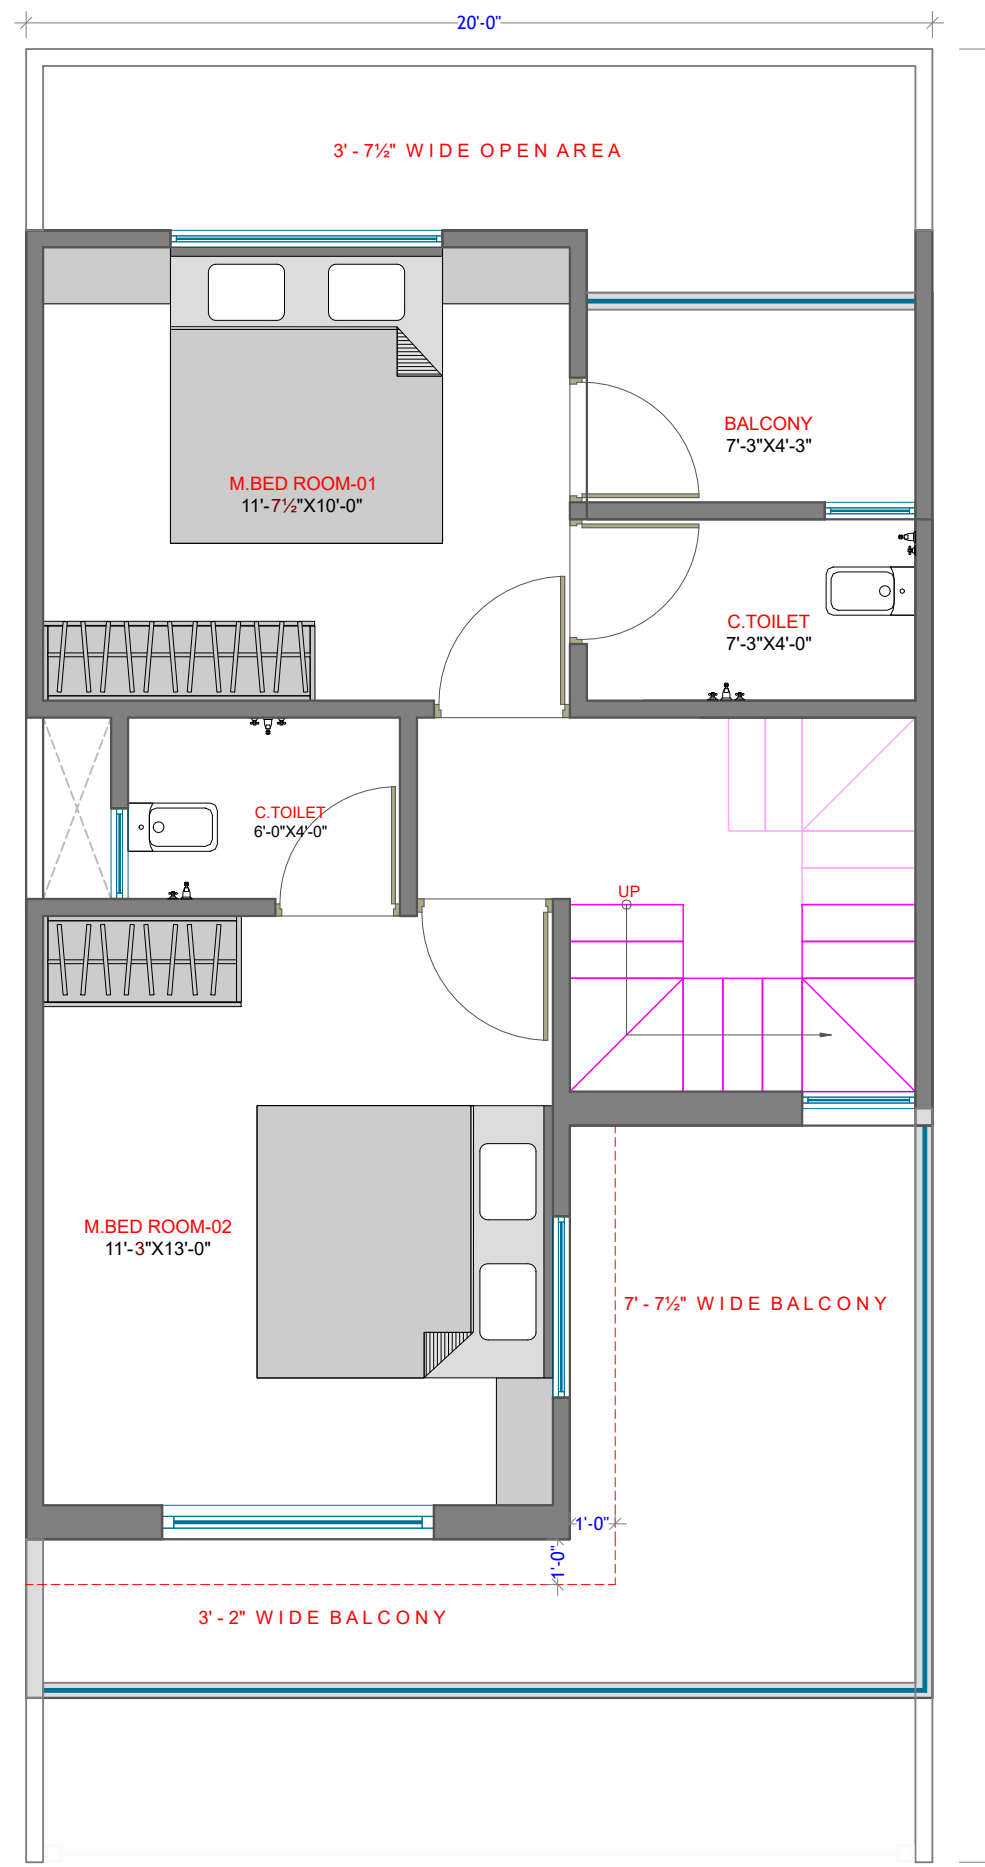 20'-0"
3' - 7½" WIDE OPEN AREA
BALCONY
7'-3"X4'-3"
M.BED ROOM-01
11'-7½"X10'-0"
C.TOILET
7'-3"X4'-0"
C.TOILET
6'-0"X4'-0"
UP
M.BED ROOM-02
11'-3"X13'-0"
7' - 7½" WIDE BALCONY
1'-0"
1'-0"
3' - 2" WIDE BALCONY